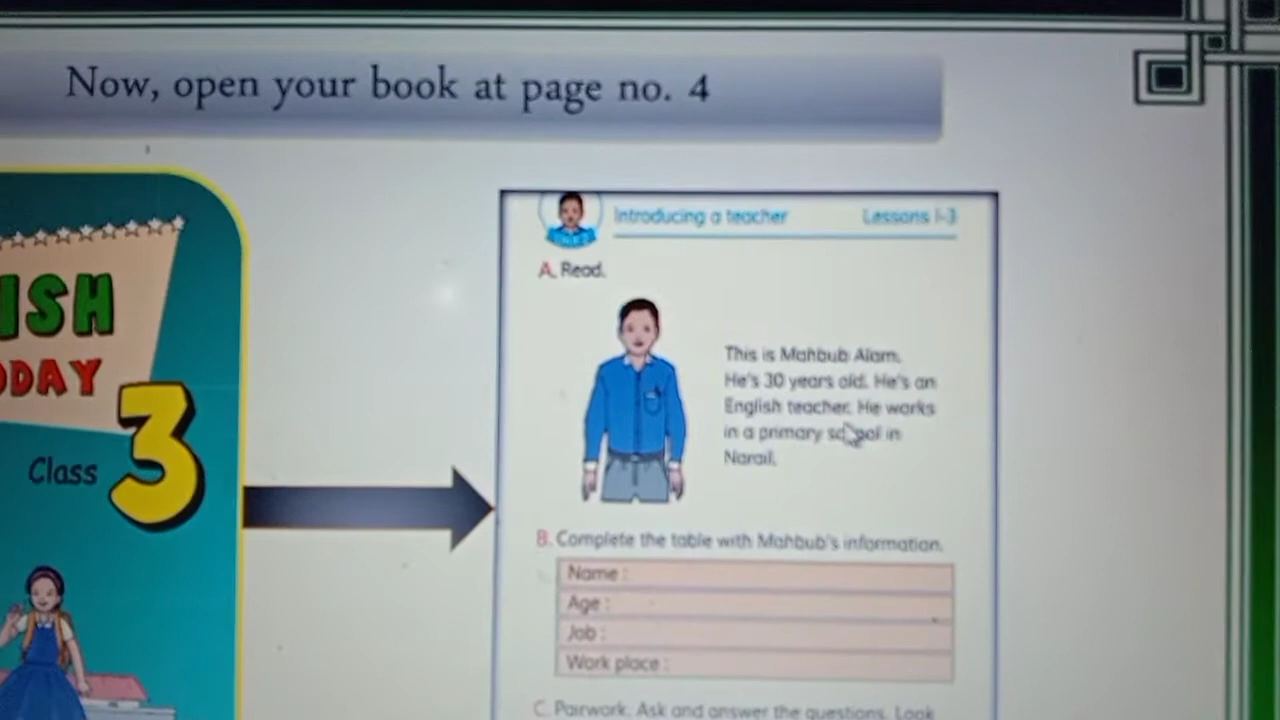 Now, open your book at page no. 4
ISH
ODAY
Class 3
Introducing a teacher Lessons 1-3
A. Read.
This is Mahbub Alam.
He's 30 years old. He's an
English teacher. He works
in a primary school in
Narail.
B. Complete the table with Mahbub's information.
Name :
Age :
Job :
Work place :
C. Pairwork. Ask and answer the questions. Look